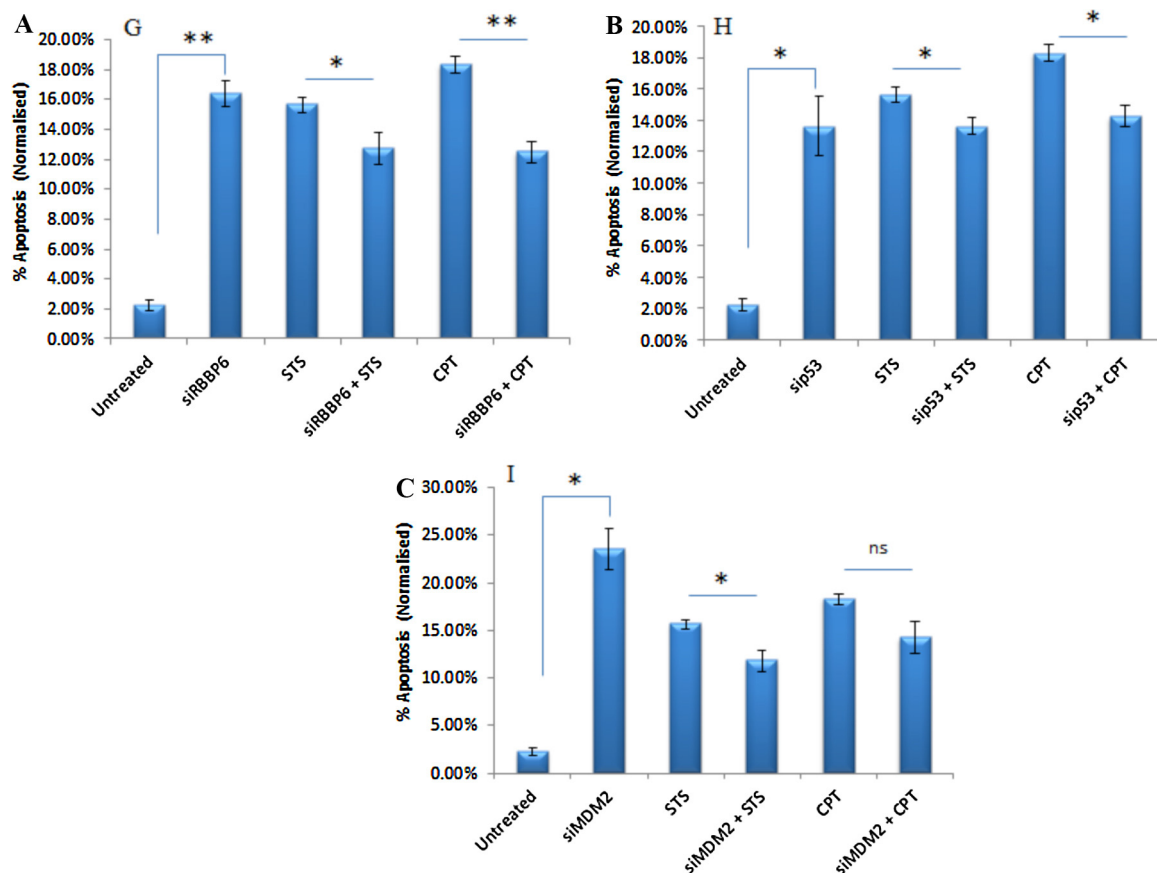 A G
** * **
% Apoptosis (Normalised)
20.00%
18.00%
16.00%
14.00%
12.00%
10.00%
8.00%
6.00%
4.00%
2.00%
0.00%
Untreated
siRBBP6
STS
siRBBP6 + STS
CPT
siRBBP6 + CPT
B H
* * *
% Apoptosis (Normalised)
20.00%
18.00%
16.00%
14.00%
12.00%
10.00%
8.00%
6.00%
4.00%
2.00%
0.00%
Untreated
sip53
STS
sip53 + STS
CPT
sip53 + CPT
C I
* * ns
% Apoptosis (Normalised)
30.00%
25.00%
20.00%
15.00%
10.00%
5.00%
0.00%
Untreated
siMDM2
STS
siMDM2 + STS
CPT
siMDM2 + CPT